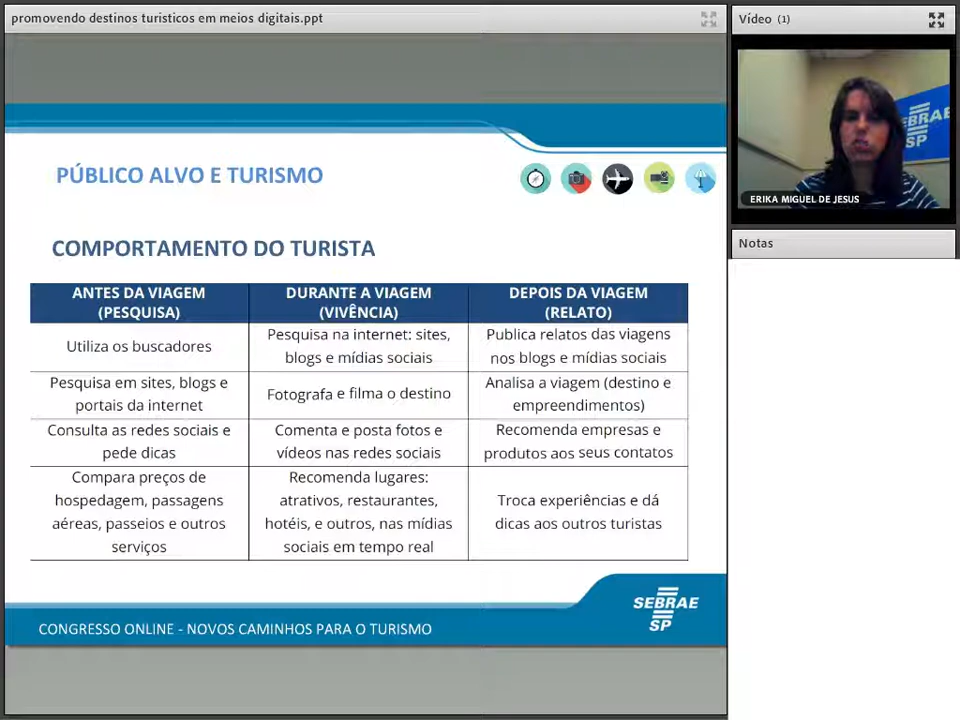 promovendo destinos turisticos em meios digitais.ppt
Vídeo (1)
EBRAE
SP
ERIKA MIGUEL DE JESUS
Notas
PÚBLICO ALVO E TURISMO
COMPORTAMENTO DO TURISTA
ANTES DA VIAGEM
(PESQUISA)
DURANTE A VIAGEM
(VIVÊNCIA)
DEPOIS DA VIAGEM
(RELATO)
Utiliza os buscadores
Pesquisa na internet: sites,
blogs e mídias sociais
Publica relatos das viagens
nos blogs e mídias sociais
Pesquisa em sites, blogs e
portais da internet
Fotografa e filma o destino
Analisa a viagem (destino e
empreendimentos)
Consulta as redes sociais e
pede dicas
Comenta e posta fotos e
vídeos nas redes sociais
Recomenda empresas e
produtos aos seus contatos
Compara preços de
hospedagem, passagens
aéreas, passeios e outros
serviços
Recomenda lugares:
atrativos, restaurantes,
hotéis, e outros, nas mídias
sociais em tempo real
Troca experiências e dá
dicas aos outros turistas
SEBRAE
SP
CONGRESSO ONLINE - NOVOS CAMINHOS PARA O TURISMO